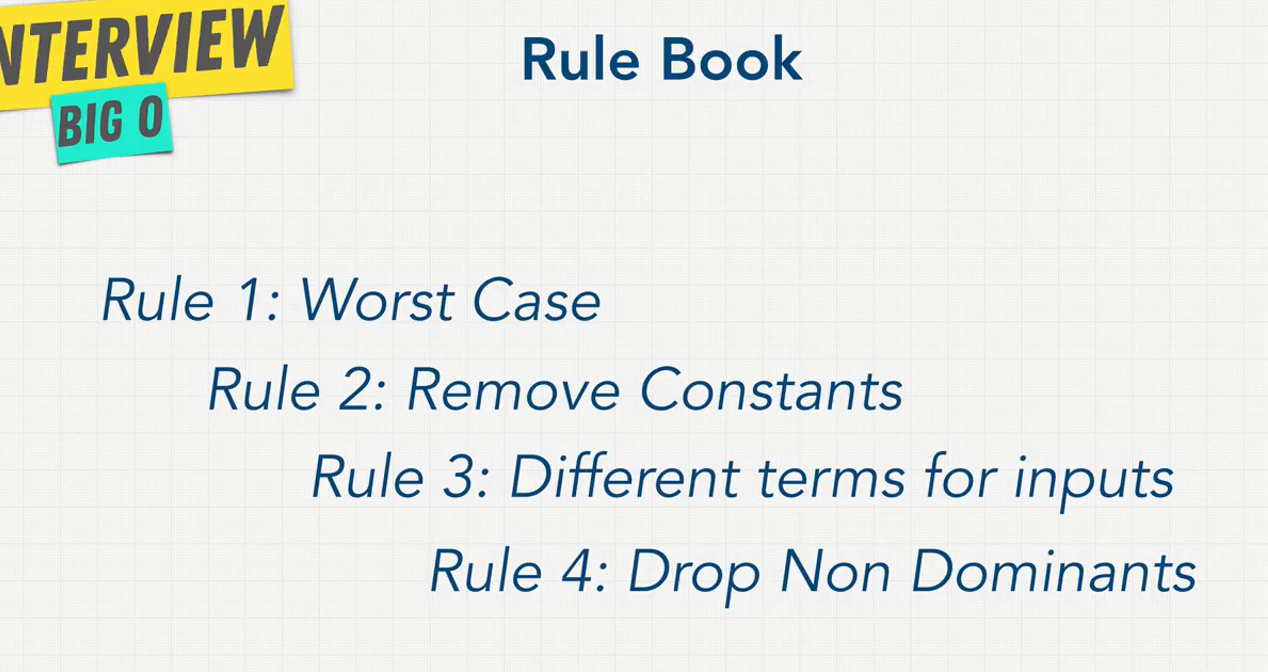 NTERVIEW
BIG O
Rule Book
Rule 1: Worst Case
Rule 2: Remove Constants
Rule 3: Different terms for inputs
Rule 4: Drop Non Dominants